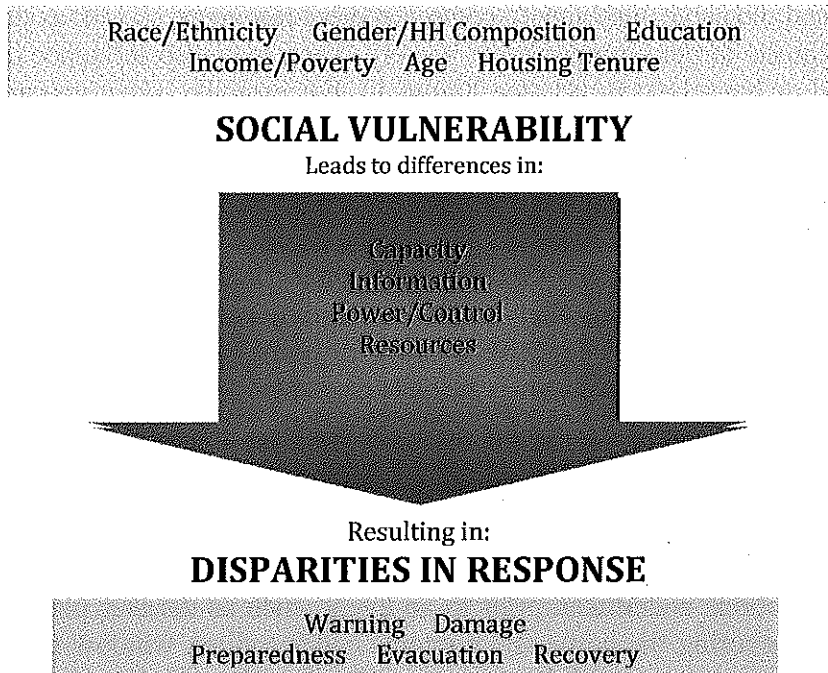 Race/Ethnicity Gender/HH Composition Education
Income/Poverty Age Housing Tenure
SOCIAL VULNERABILITY
Leads to differences in:
Capacity
Information
Power/Control
Resources
Resulting in:
DISPARITIES IN RESPONSE
Warning Damage
Preparedness Evacuation Recovery